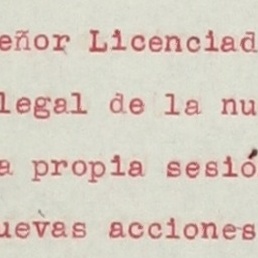 eñor Licenciad
legal de la nu
a propia sesió
uevas acciones